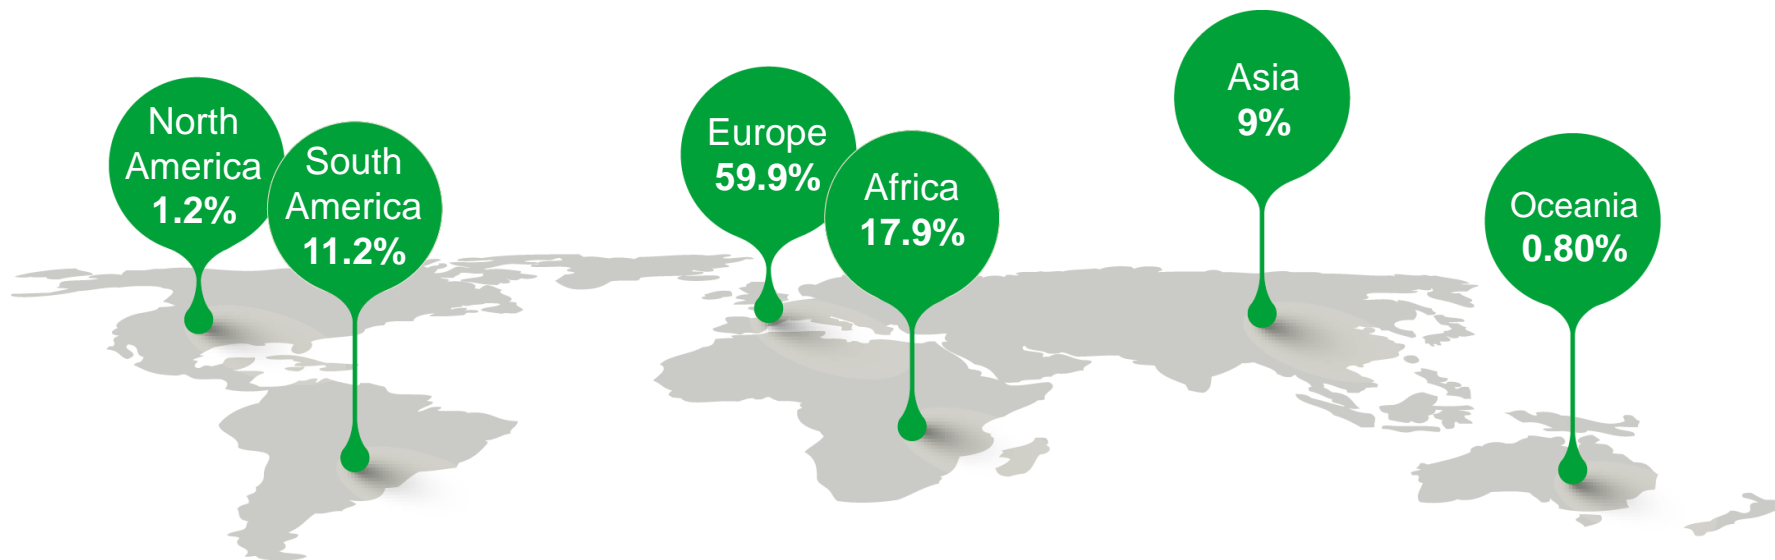 North
America
1.2%
South
America
11.2%
Europe
59.9%
Africa
17.9%
Asia
9%
Oceania
0.80%